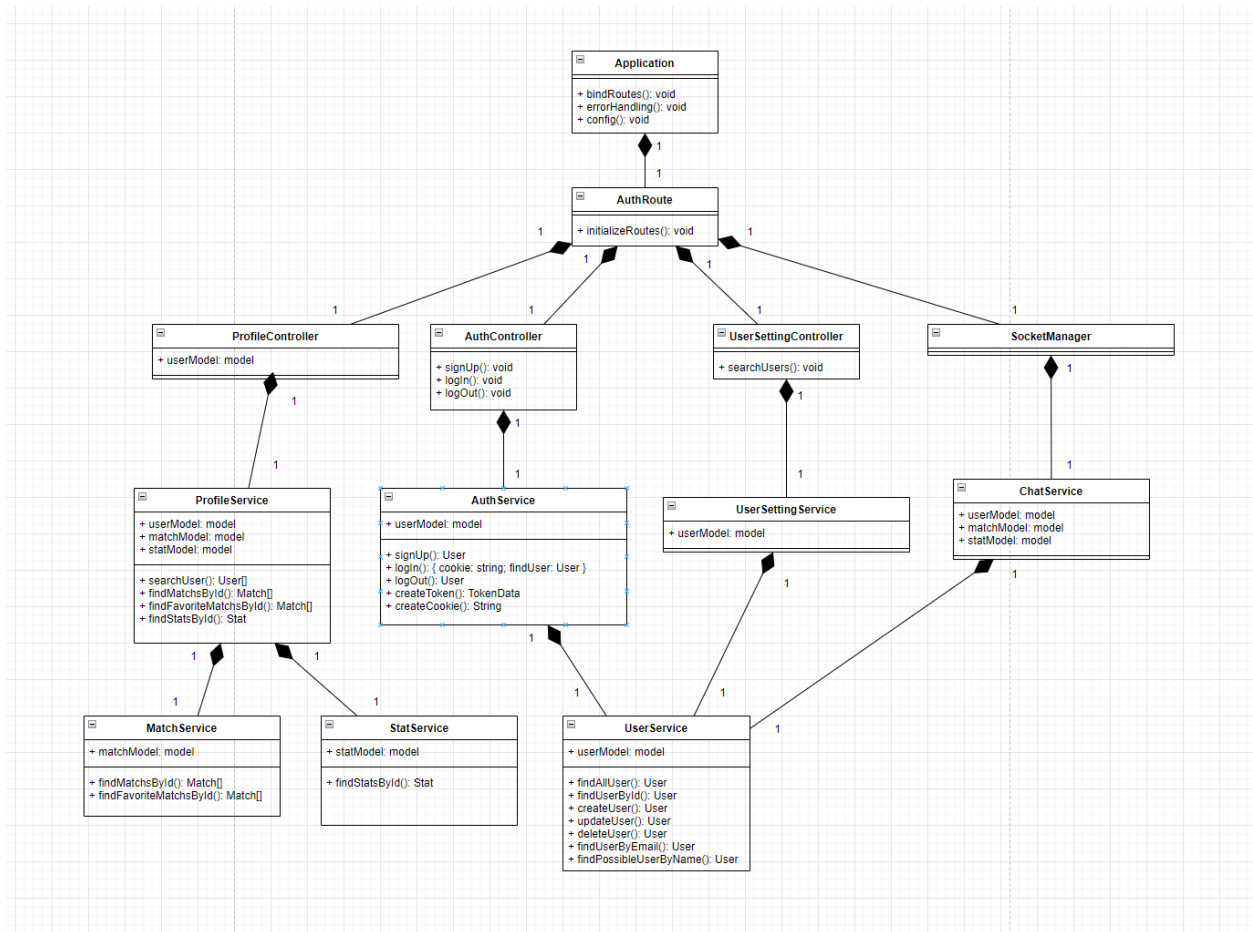 Application
+ bindRoutes(): void
+ errorHandling(): void
+ config(): void
1
1
AuthRoute
+ initializeRoutes(): void
1
1
1
1
1
1
1
1
ProfileController
+ userModel: model
AuthController
+ signUp(): void
+ logIn(): void
+ logOut(): void
UserSettingController
+ searchUsers(): void
SocketManager
1
1
1
1
1
1
1
1
ProfileService
+ userModel: model
+ matchModel: model
+ statModel: model
+ searchUser(): User[]
+ findMatchsById(): Match[]
+ findFavoriteMatchsById(): Match[]
+ findStatsById(): Stat
AuthService
+ userModel: model
+ signUp(): User
+ logIn(): { cookie: string; findUser: User }
+ logOut(): User
+ createToken(): TokenData
+ createCookie(): String
UserSettingService
+ userModel: model
ChatService
+ userModel: model
+ matchModel: model
+ statModel: model
1
1
1
1
1
1
1
1
1
1
MatchService
+ matchModel: model
+ findMatchsById(): Match[]
+ findFavoriteMatchsById(): Match[]
StatService
+ statModel: model
+ findStatsById(): Stat
UserService
+ userModel: model
+ findAllUser(): User
+ findUserById(): User
+ createUser(): User
+ updateUser(): User
+ deleteUser(): User
+ findUserByEmail(): User
+ findPossibleUserByName(): User